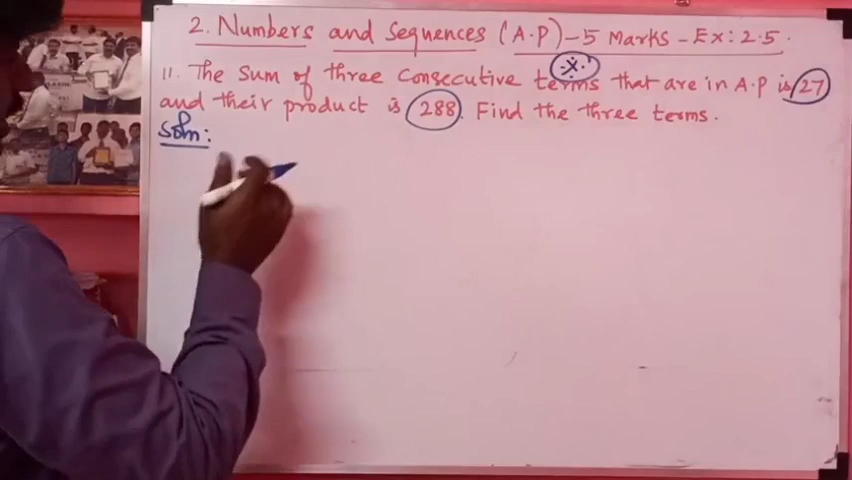 2. Numbers and Sequences (A.P) - 5 Marks - Ex: 2.5.
11. The Sum of three Consecutive terms that are in A.P is 27
and their product is 288. Find the three terms.
Soln: